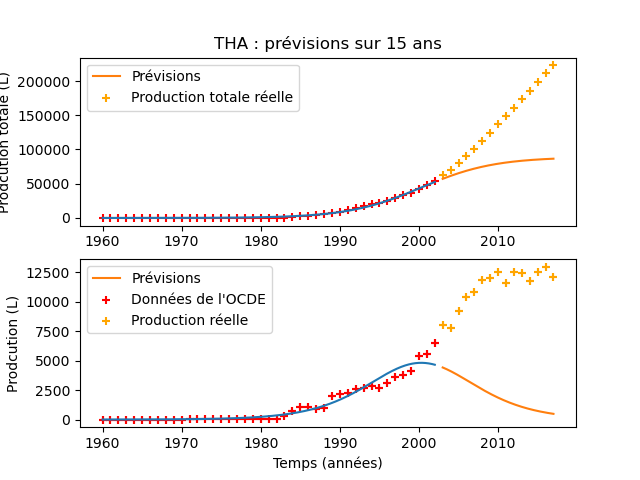 THA : prévisions sur 15 ans
Prodcution totale (L)
200000
150000
100000
50000
0
Prévisions
Production totale réelle
1960 1970 1980 1990 2000 2010
Prodcution (L)
12500
10000
7500
5000
2500
0
Prévisions
Données de l'OCDE
Production réelle
1960 1970 1980 1990 2000 2010
Temps (années)